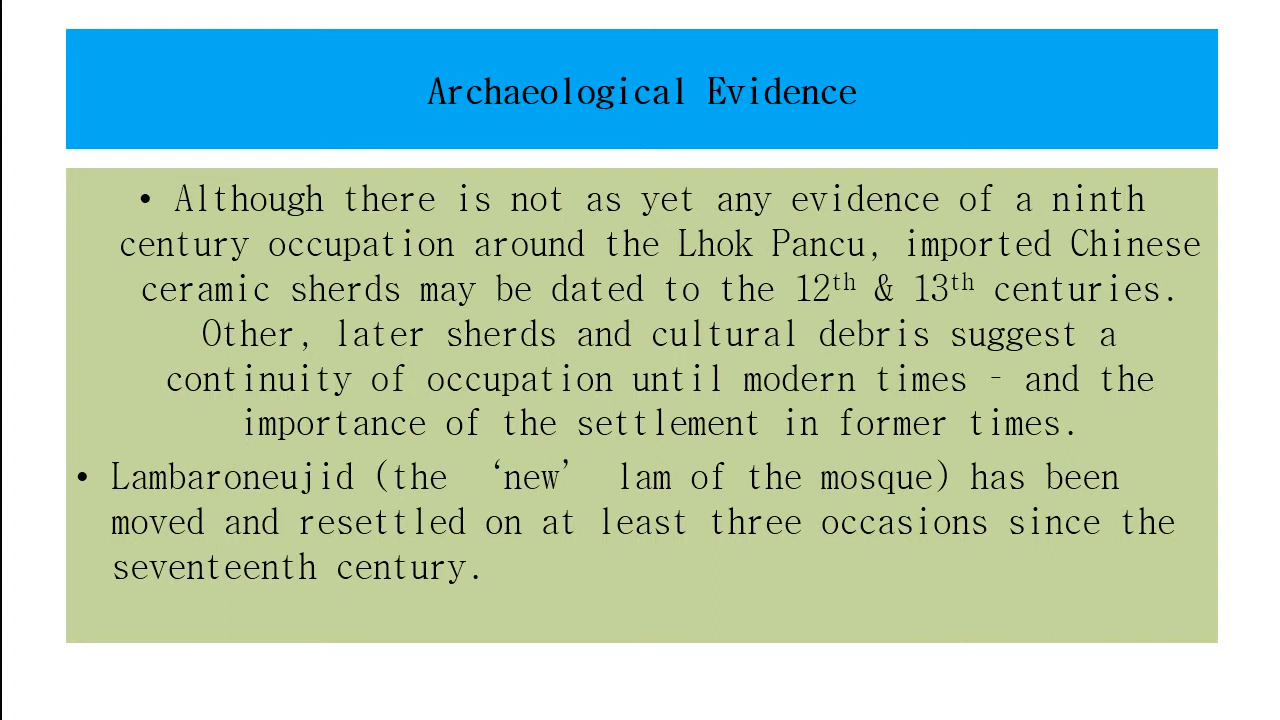 Archaeological Evidence
• Although there is not as yet any evidence of a ninth
century occupation around the Lhok Pancu, imported Chinese
ceramic sherds may be dated to the 12th & 13th centuries.
Other, later sherds and cultural debris suggest a
continuity of occupation until modern times – and the
importance of the settlement in former times.
• Lambaroneujid (the ‘new’ lam of the mosque) has been
moved and resettled on at least three occasions since the
seventeenth century.